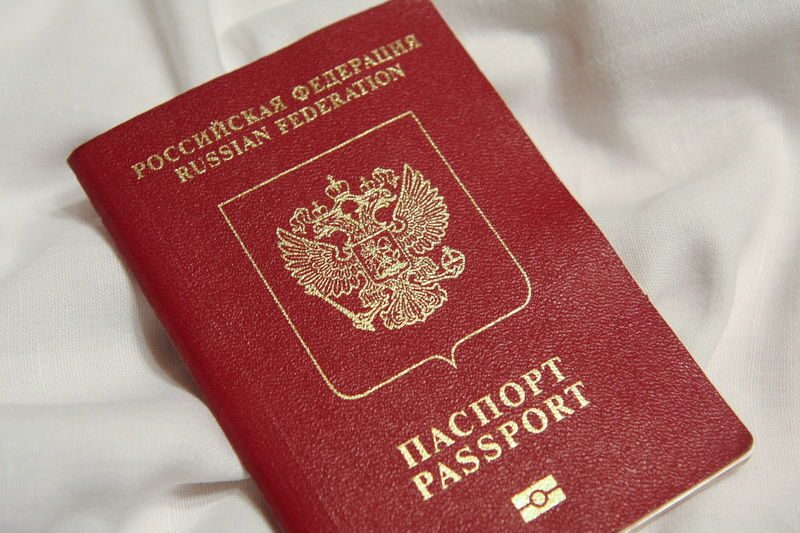 РОССИЙСКАЯ ФЕДЕРАЦИЯ
RUSSIAN FEDERATION
ПАСПОРТ
PASSPORT